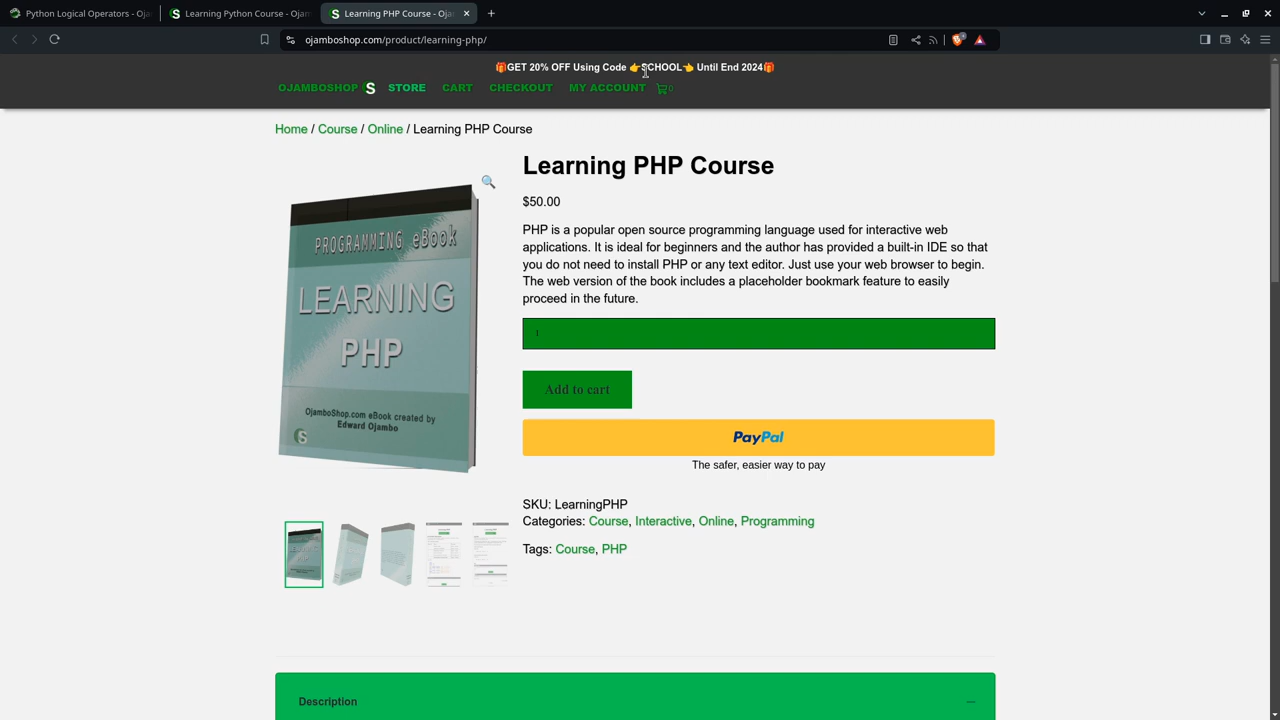 Python Logical Operators - Oja
Learning Python Course - Ojam
Learning PHP Course - Ojam
ojamboshop.com/product/learning-php/
🎁GET 20% OFF Using Code 👉SCHOOL👈 Until End 2024🎁
OJAMBOSHOP S STORE CART CHECKOUT MY ACCOUNT 0
Home / Course / Online / Learning PHP Course
Learning PHP Course
$50.00
PHP is a popular open source programming language used for interactive web
applications. It is ideal for beginners and the author has provided a built-in IDE so that
you do not need to install PHP or any text editor. Just use your web browser to begin.
The web version of the book includes a placeholder bookmark feature to easily
proceed in the future.
1
Add to cart
PayPal
The safer, easier way to pay
SKU: LearningPHP
Categories: Course, Interactive, Online, Programming
Tags: Course, PHP
PROGRAMMING eBook
LEARNING
PHP
OjamboShop.com eBook created by
Edward Ojambo
Description